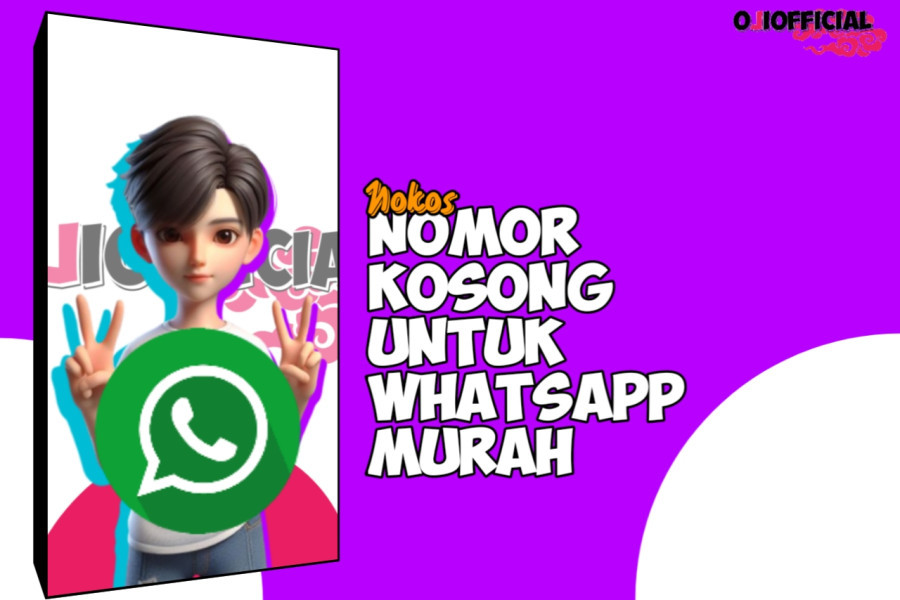 OJIOFFICIAL
Nokos
NOMOR
KOSONG
UNTUK
WHATSAPP
MURAH